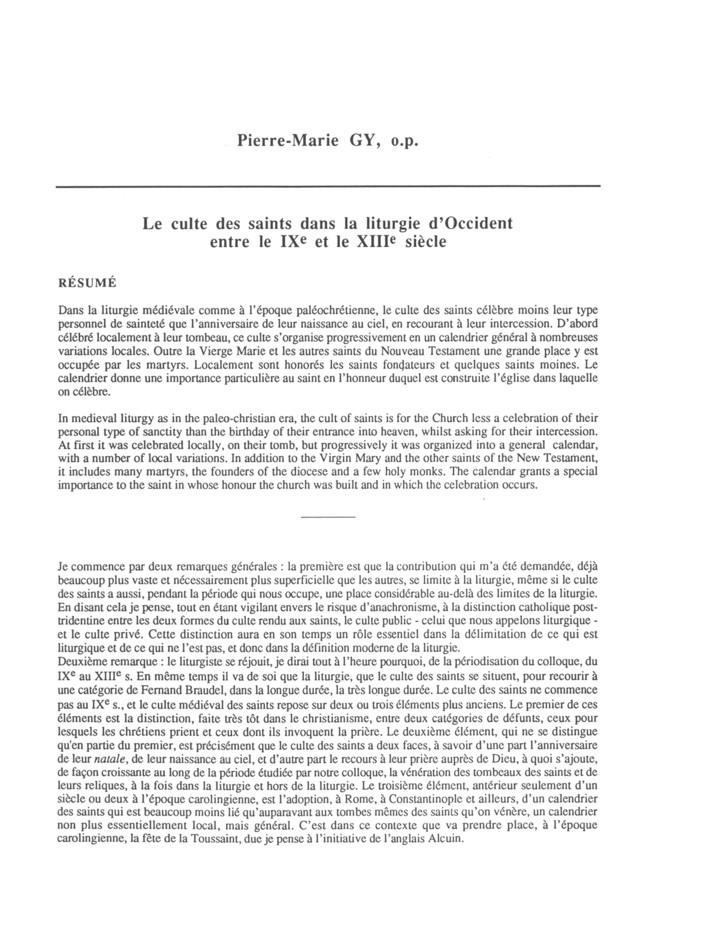 Pierre-Marie GY, o.p.
Le culte des saints dans la liturgie d'Occident
entre le IXe et le XIIIe siècle
RÉSUMÉ
Dans la liturgie médiévale comme à l'époque paléochrétienne, le culte des saints célèbre moins leur type
personnel de sainteté que l'anniversaire de leur naissance au ciel, en recourant à leur intercession. D'abord
célébré localement à leur tombeau, ce culte s'organise progressivement en un calendrier général à nombreuses
variations locales. Outre la Vierge Marie et les autres saints du Nouveau Testament une grande place y est
occupée par les martyrs. Localement sont honorés les saints fondateurs et quelques saints moines. Le
calendrier donne une importance particulière au saint en l'honneur duquel est construite l'église dans laquelle
on célèbre.
In medieval liturgy as in the paleo-christian era, the cult of saints is for the Church less a celebration of their
personal type of sanctity than the birthday of their entrance into heaven, whilst asking for their intercession.
At first it was celebrated locally, on their tomb, but progressively it was organized into a general calendar,
with a number of local variations. In addition to the Virgin Mary and the other saints of the New Testament,
it includes many martyrs, the founders of the diocese and a few holy monks. The calendar grants a special
importance to the saint in whose honour the church was built and in which the celebration occurs.
Je commence par deux remarques générales : la première est que la contribution qui m'a été demandée, déjà
beaucoup plus vaste et nécessairement plus superficielle que les autres, se limite à la liturgie, même si le culte
des saints a aussi, pendant la période qui nous occupe, une place considérable au-delà des limites de la liturgie.
En disant cela je pense, tout en étant vigilant envers le risque d'anachronisme, à la distinction catholique post-
tridentine entre les deux formes du culte rendu aux saints, le culte public - celui que nous appelons liturgique -
et le culte privé. Cette distinction aura en son temps un rôle essentiel dans la délimitation de ce qui est
liturgique et de ce qui ne l'est pas, et donc dans la définition moderne de la liturgie.
Deuxième remarque : le liturgiste se réjouit, je dirai tout à l'heure pourquoi, de la périodisation du colloque, du
IXe au XIIIe s. En même temps il va de soi que la liturgie, que le culte des saints se situent, pour recourir à
une catégorie de Fernand Braudel, dans la longue durée, la très longue durée. Le culte des saints ne commence
pas au IXe s., et le culte médiéval des saints repose sur deux ou trois éléments plus anciens. Le premier de ces
éléments est la distinction, faite très tôt dans le christianisme, entre deux catégories de défunts, ceux pour
lesquels les chrétiens prient et ceux dont ils invoquent la prière. Le deuxième élément, qui ne se distingue
qu'en partie du premier, est précisément que le culte des saints a deux faces, à savoir d'une part l'anniversaire
de leur natale, de leur naissance au ciel, et d'autre part le recours à leur prière auprès de Dieu, à quoi s'ajoute,
de façon croissante au long de la période étudiée par notre colloque, la vénération des tombeaux des saints et de
leurs reliques, à la fois dans la liturgie et hors de la liturgie. Le troisième élément, antérieur seulement d'un
siècle ou deux à l'époque carolingienne, est l'adoption, à Rome, à Constantinople et ailleurs, d'un calendrier
des saints qui est beaucoup moins lié qu'auparavant aux tombes mêmes des saints qu'on vénère, un calendrier
non plus essentiellement local, mais général. C'est dans ce contexte que va prendre place, à l'époque
carolingienne, la fête de la Toussaint, due je pense à l'initiative de l'anglais Alcuin.